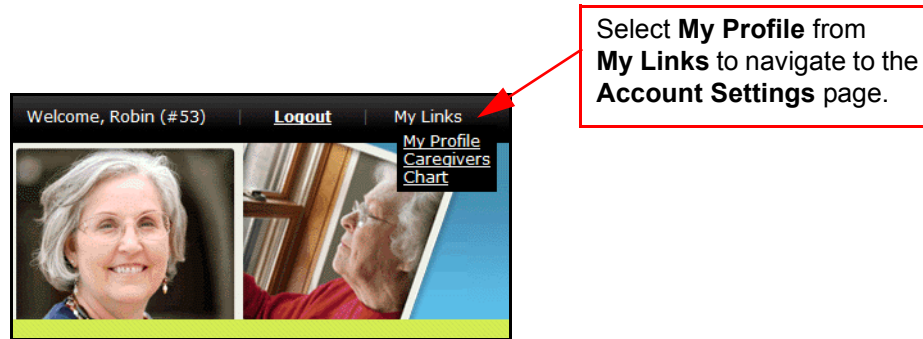 Select My Profile from
My Links to navigate to the
Account Settings page.
Welcome, Robin (#53) | Logout | My Links
My Profile
Caregivers
Chart